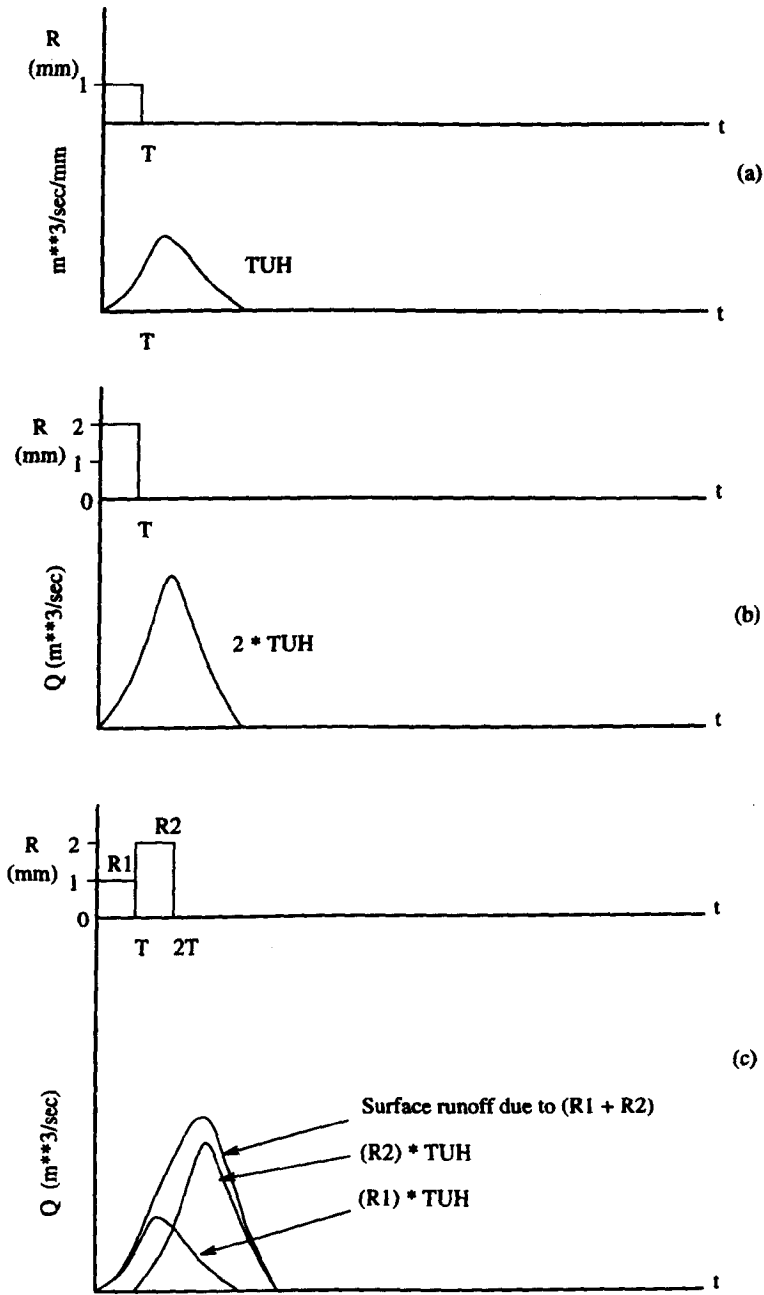 R
(mm)
1
t
T
m**3/sec/mm
(a)
TUH
t
T
R
(mm)
2
1
0
t
T
Q (m**3/sec)
(b)
2 * TUH
t
R2
R
(mm)
2
R1
1
0
t
T 2T
(c)
Q (m**3/sec)
Surface runoff due to (R1 + R2)
(R2) * TUH
(R1) * TUH
t